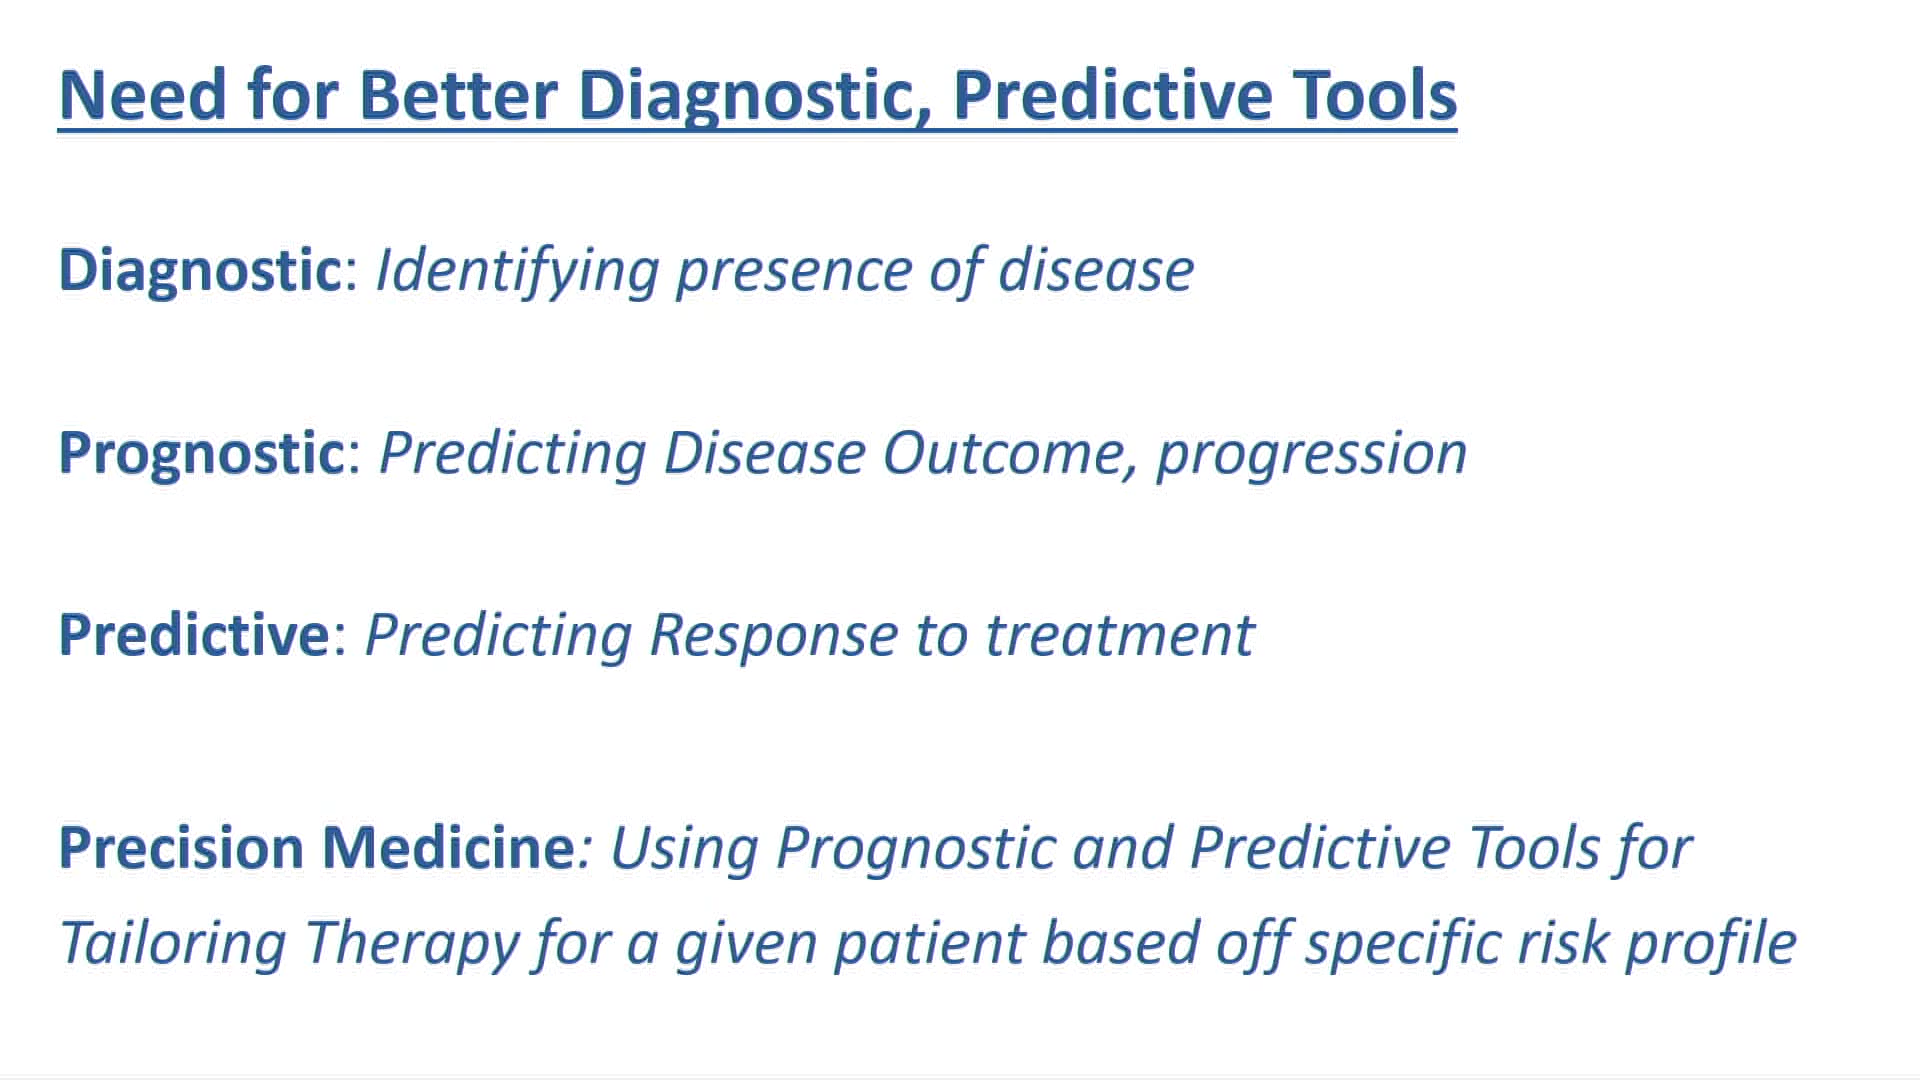 Need for Better Diagnostic, Predictive Tools
Diagnostic: Identifying presence of disease
Prognostic: Predicting Disease Outcome, progression
Predictive: Predicting Response to treatment
Precision Medicine: Using Prognostic and Predictive Tools for
Tailoring Therapy for a given patient based off specific risk profile